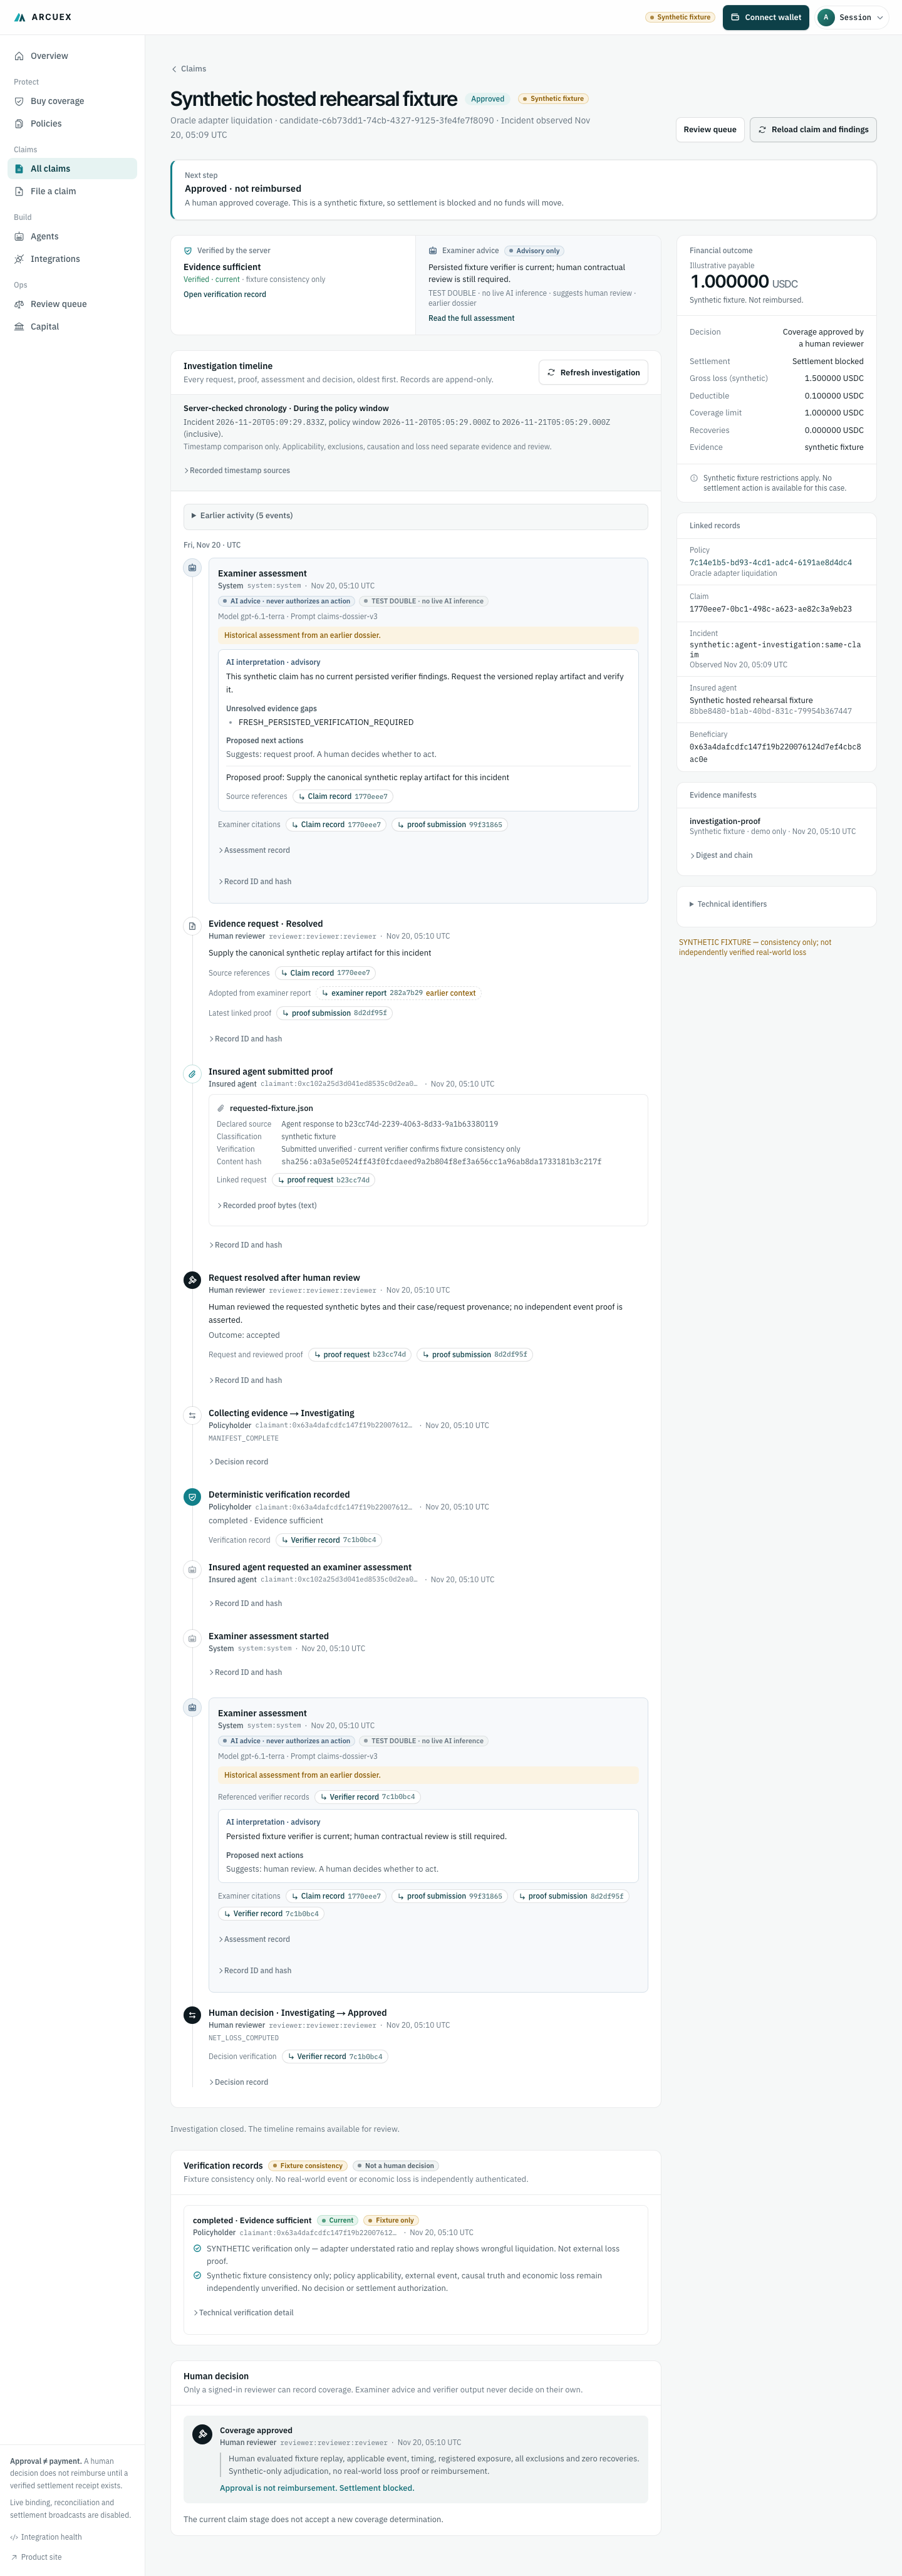 ARCUEX
Synthetic fixture
Connect wallet
A
Session
Overview
Protect
Buy coverage
Policies
Claims
All claims
File a claim
Build
Agents
Integrations
Ops
Review queue
Capital
Approval ≠ payment. A human
decision does not reimburse until a
verified settlement receipt exists.
Live binding, reconciliation and
settlement broadcasts are disabled.
Integration health
Product site
Claims
Synthetic hosted rehearsal fixture
Approved
Synthetic fixture
Oracle adapter liquidation · candidate-c6b73dd1-74cb-4327-9125-3fe4fe7f8090 · Incident observed Nov
20, 05:09 UTC
Review queue
Reload claim and findings
Next step
Approved · not reimbursed
A human approved coverage. This is a synthetic fixture, so settlement is blocked and no funds will move.
Verified by the server
Evidence sufficient
Verified · current · fixture consistency only
Open verification record
Examiner advice
Advisory only
Persisted fixture verifier is current; human contractual
review is still required.
TEST DOUBLE · no live AI inference · suggests human review ·
earlier dossier
Read the full assessment
Investigation timeline
Every request, proof, assessment and decision, oldest first. Records are append-only.
Refresh investigation
Server-checked chronology · During the policy window
Incident 2026-11-20T05:09:29.833Z, policy window 2026-11-20T05:05:29.000Z to 2026-11-21T05:05:29.000Z
(inclusive).
Timestamp comparison only. Applicability, exclusions, causation and loss need separate evidence and review.
Recorded timestamp sources
Earlier activity (5 events)
Fri, Nov 20 · UTC
Examiner assessment
System system:system · Nov 20, 05:10 UTC
AI advice · never authorizes an action
TEST DOUBLE · no live AI inference
Model gpt-6.1-terra · Prompt claims-dossier-v3
Historical assessment from an earlier dossier.
AI interpretation · advisory
This synthetic claim has no current persisted verifier findings. Request the versioned replay artifact and verify
it.
Unresolved evidence gaps
FRESH_PERSISTED_VERIFICATION_REQUIRED
Proposed next actions
Suggests: request proof. A human decides whether to act.
Proposed proof: Supply the canonical synthetic replay artifact for this incident
Source references Claim record 1770eee7
Examiner citations Claim record 1770eee7 proof submission 99f31865
Assessment record
Record ID and hash
Evidence request · Resolved
Human reviewer reviewer:reviewer:reviewer · Nov 20, 05:10 UTC
Supply the canonical synthetic replay artifact for this incident
Source references Claim record 1770eee7
Adopted from examiner report examiner report 282a7b29 earlier context
Latest linked proof proof submission 8d2df95f
Record ID and hash
Insured agent submitted proof
Insured agent claimant:0xc102a25d3d041ed8535c0d2ea0… · Nov 20, 05:10 UTC
requested-fixture.json
Declared source Agent response to b23cc74d-2239-4063-8d33-9a1b63380119
Classification synthetic fixture
Verification Submitted unverified · current verifier confirms fixture consistency only
Content hash sha256:a03a5e0524ff43f0fcdaeed9a2b804f8ef3a656cc1a96ab8da1733181b3c217f
Linked request proof request b23cc74d
Recorded proof bytes (text)
Record ID and hash
Request resolved after human review
Human reviewer reviewer:reviewer:reviewer · Nov 20, 05:10 UTC
Human reviewed the requested synthetic bytes and their case/request provenance; no independent event proof is
asserted.
Outcome: accepted
Request and reviewed proof proof request b23cc74d proof submission 8d2df95f
Record ID and hash
Collecting evidence → Investigating
Policyholder claimant:0x63a4dafcdfc147f19b22007612… · Nov 20, 05:10 UTC
MANIFEST_COMPLETE
Decision record
Deterministic verification recorded
Policyholder claimant:0x63a4dafcdfc147f19b22007612… · Nov 20, 05:10 UTC
completed · Evidence sufficient
Verification record Verifier record 7c1b0bc4
Insured agent requested an examiner assessment
Insured agent claimant:0xc102a25d3d041ed8535c0d2ea0… · Nov 20, 05:10 UTC
Record ID and hash
Examiner assessment started
System system:system · Nov 20, 05:10 UTC
Record ID and hash
Examiner assessment
System system:system · Nov 20, 05:10 UTC
AI advice · never authorizes an action
TEST DOUBLE · no live AI inference
Model gpt-6.1-terra · Prompt claims-dossier-v3
Historical assessment from an earlier dossier.
Referenced verifier records Verifier record 7c1b0bc4
AI interpretation · advisory
Persisted fixture verifier is current; human contractual review is still required.
Proposed next actions
Suggests: human review. A human decides whether to act.
Examiner citations Claim record 1770eee7 proof submission 99f31865 proof submission 8d2df95f
Verifier record 7c1b0bc4
Assessment record
Record ID and hash
Human decision · Investigating → Approved
Human reviewer reviewer:reviewer:reviewer · Nov 20, 05:10 UTC
NET_LOSS_COMPUTED
Decision verification Verifier record 7c1b0bc4
Decision record
Investigation closed. The timeline remains available for review.
Verification records
Fixture consistency
Not a human decision
Fixture consistency only. No real-world event or economic loss is independently authenticated.
completed · Evidence sufficient
Current
Fixture only
Policyholder claimant:0x63a4dafcdfc147f19b22007612… · Nov 20, 05:10 UTC
SYNTHETIC verification only — adapter understated ratio and replay shows wrongful liquidation. Not external loss
proof.
Synthetic fixture consistency only; policy applicability, external event, causal truth and economic loss remain
independently unverified. No decision or settlement authorization.
Technical verification detail
Human decision
Only a signed-in reviewer can record coverage. Examiner advice and verifier output never decide on their own.
Coverage approved
Human reviewer reviewer:reviewer:reviewer · Nov 20, 05:10 UTC
Human evaluated fixture replay, applicable event, timing, registered exposure, all exclusions and zero recoveries.
Synthetic-only adjudication, no real-world loss proof or reimbursement.
Approval is not reimbursement. Settlement blocked.
The current claim stage does not accept a new coverage determination.
Financial outcome
Illustrative payable
1.000000 USDC
Synthetic fixture. Not reimbursed.
Decision Coverage approved by
a human reviewer
Settlement Settlement blocked
Gross loss (synthetic) 1.500000 USDC
Deductible 0.100000 USDC
Coverage limit 1.000000 USDC
Recoveries 0.000000 USDC
Evidence synthetic fixture
Synthetic fixture restrictions apply. No
settlement action is available for this case.
Linked records
Policy
7c14e1b5-bd93-4cd1-adc4-6191ae8d4dc4
Oracle adapter liquidation
Claim
1770eee7-0bc1-498c-a623-ae82c3a9eb23
Incident
synthetic:agent-investigation:same-cla
im
Observed Nov 20, 05:09 UTC
Insured agent
Synthetic hosted rehearsal fixture
8bbe8480-b1ab-40bd-831c-79954b367447
Beneficiary
0x63a4dafcdfc147f19b220076124d7ef4cbc8
ac0e
Evidence manifests
investigation-proof
Synthetic fixture · demo only · Nov 20, 05:10 UTC
Digest and chain
Technical identifiers
SYNTHETIC FIXTURE — consistency only; not
independently verified real-world loss